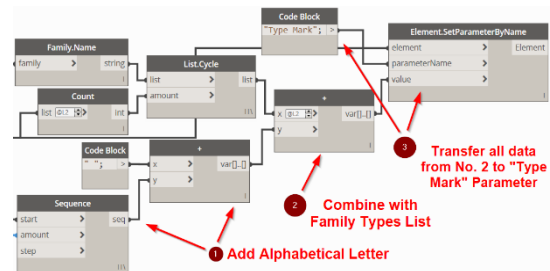 Code Block
"Type Mark"; >
Element.SetParameterByName
element > Element
parameterName >
value >
Family.Name
family > string
List.Cycle
list > list
amount >
Count
list @L2 > int
+
x @L2 > var[]..[]
y >
Code Block
" "; >
+
x > var[]..[]
y >
Sequence
start > seq
amount >
step >
1 Add Alphabetical Letter
2 Combine with
Family Types List
3 Transfer all data
from No. 2 to "Type
Mark" Parameter